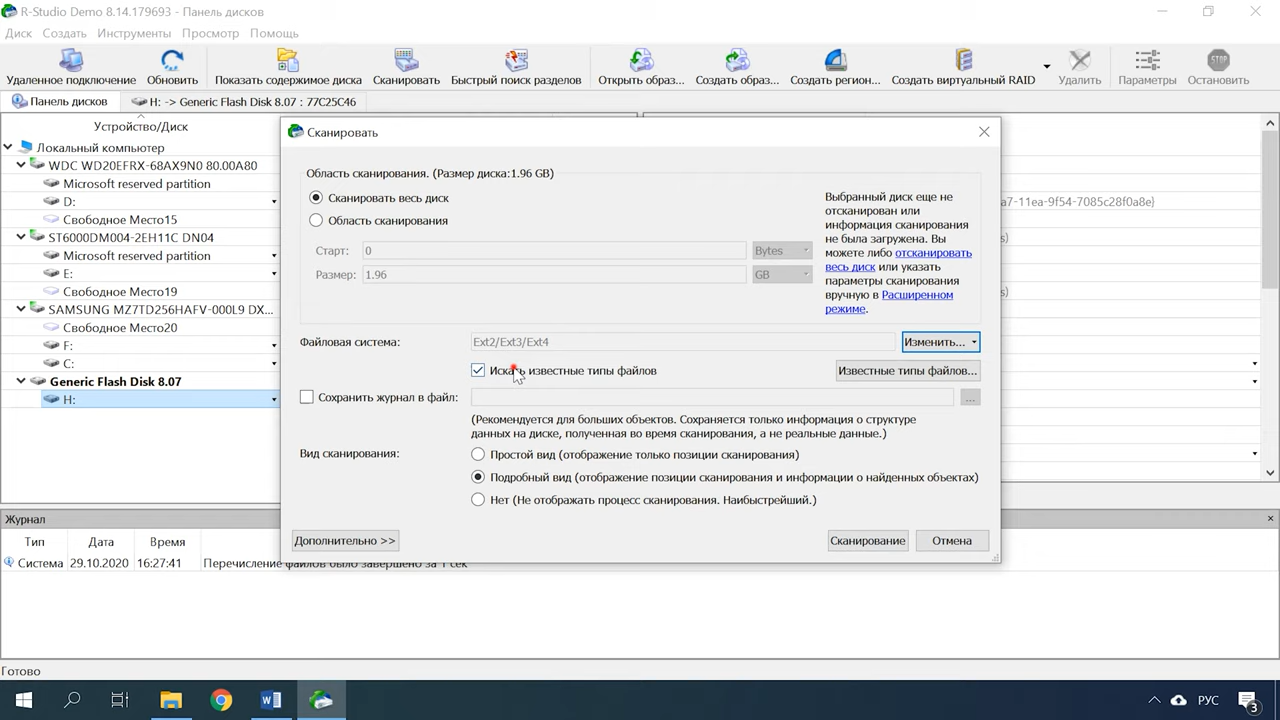 R-Studio Demo 8.14.179693 - Панель дисков
Диск Создать Инструменты Просмотр Помощь
Удаленное подключение Обновить Показать содержимое диска Сканировать Быстрый поиск разделов Открыть образ... Создать образ... Создать регион... Создать виртуальный RAID Удалить Параметры Остановить
STOP
Панель дисков H: -> Generic Flash Disk 8.07 : 77C25C46
Устройство/Диск
Локальный компьютер
WDC WD20EFRX-68AX9N0 80.00A80
Microsoft reserved partition
D:
Свободное Место15
ST6000DM004-2EH11C DN04
Microsoft reserved partition
E:
Свободное Место19
SAMSUNG MZ7TD256HAFV-000L9 DX...
Свободное Место20
F:
C:
Generic Flash Disk 8.07
H:
a7-11ea-9f54-7085c28f0a8e}
s)
s)
Сканировать
Область сканирования. (Размер диска:1.96 GB)
Сканировать весь диск
Область сканирования
Старт: 0 Bytes
Размер: 1.96 GB
Выбранный диск еще не
отсканирован или
информация сканирования
не была загружена. Вы
можете либо отсканировать
весь диск или указать
параметры сканирования
вручную в Расширенном
режиме.
Файловая система: Ext2/Ext3/Ext4 Изменить...
Искать известные типы файлов Известные типы файлов...
Сохранить журнал в файл: ...
(Рекомендуется для больших объектов. Сохраняется только информация о структуре
данных на диске, полученная во время сканирования, а не реальные данные.)
Вид сканирования: Простой вид (отображение только позиции сканирования)
Подробный вид (отображение позиции сканирования и информации о найденных объектах)
Нет (Не отображать процесс сканирования. Наибыстрейший.)
Дополнительно >> Сканирование Отмена
Журнал
Тип Дата Время
Система 29.10.2020 16:27:41 Перечисление файлов было завершено за 1 сек
Готово
РУС 3